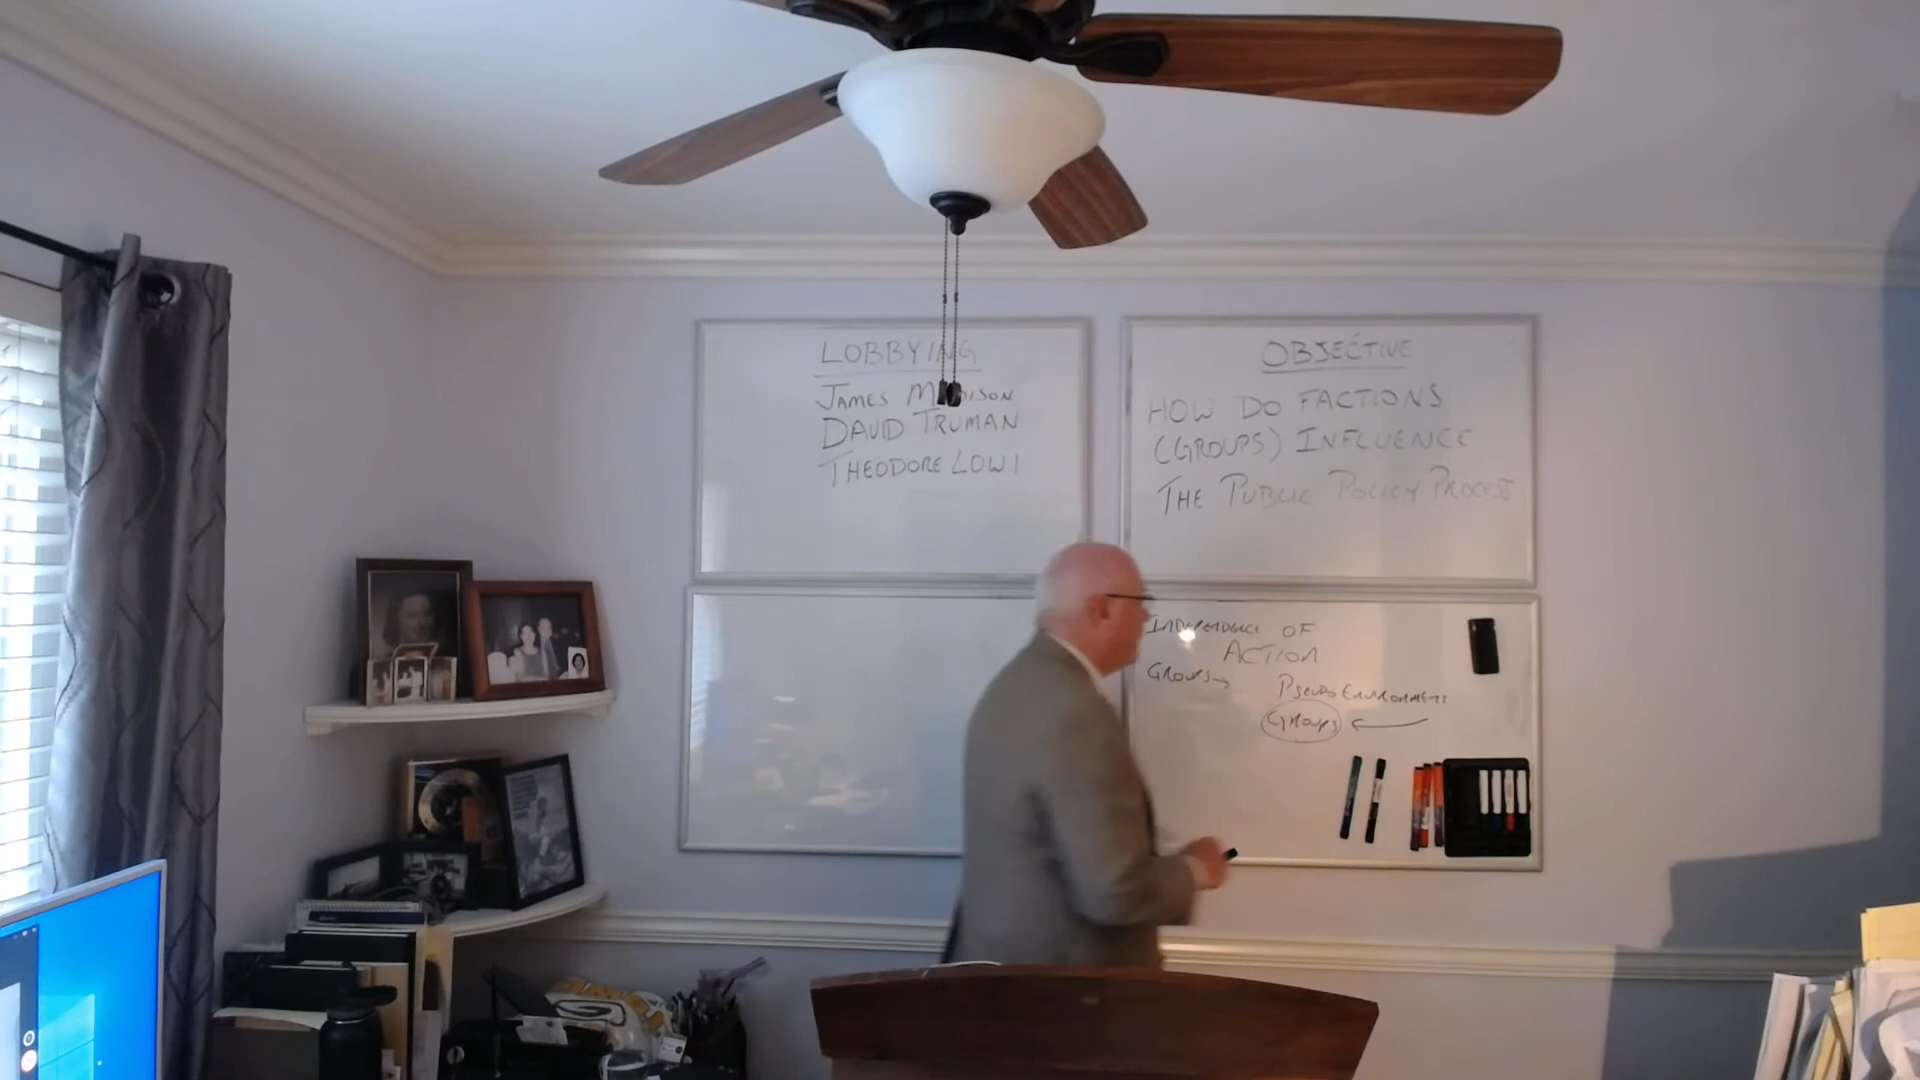 LOBBYING
JAMES MADISON
DAVID TRUMAN
THEODORE LOWI
OBJECTIVE
HOW DO FACTIONS
(GROUPS) INFLUENCE
THE PUBLIC POLICY PROCESS
INDEPENDENCE OF
ACTION
GROUPS→
PSEUDO ENVIRONMENT
GROUPS ←